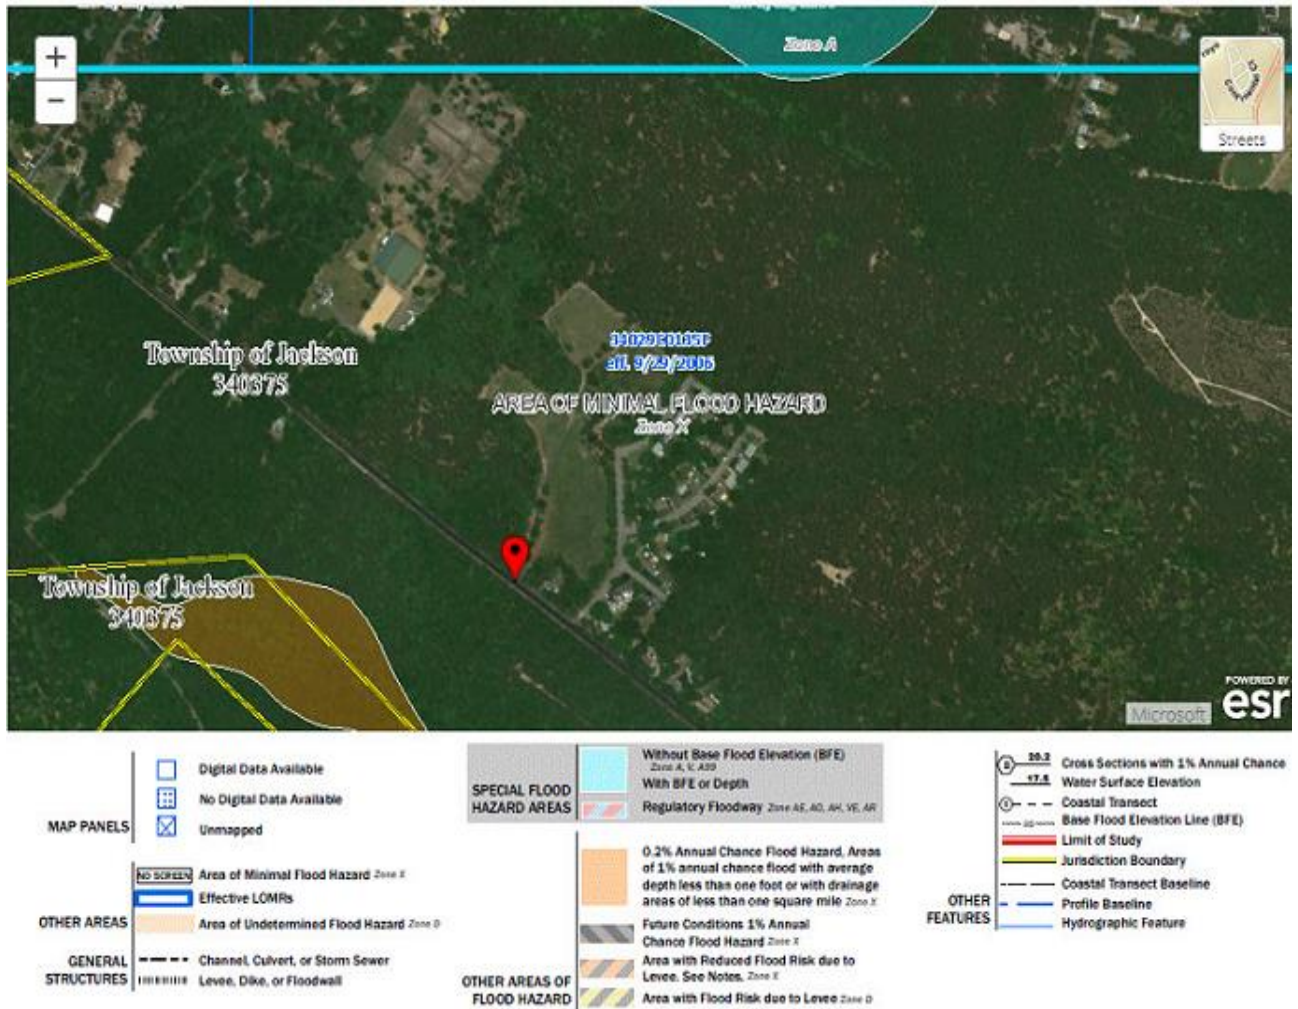 Zone A
+
−
Streets
Township of Jackson
340375
eff. 9/29/2006
AREA OF MINIMAL FLOOD HAZARD
Zone X
Township of Jackson
340375
POWERED BY
esr
Microsoft
MAP PANELS
Digital Data Available
No Digital Data Available
Unmapped
OTHER AREAS
NO SCREEN Area of Minimal Flood Hazard Zone X
Effective LOMRs
Area of Undetermined Flood Hazard Zone D
GENERAL
STRUCTURES
Channel, Culvert, or Storm Sewer
Levee, Dike, or Floodwall
SPECIAL FLOOD
HAZARD AREAS
Without Base Flood Elevation (BFE)
Zone A, V, A99
With BFE or Depth
Regulatory Floodway Zone AE, AO, AH, VE, AR
OTHER AREAS OF
FLOOD HAZARD
0.2% Annual Chance Flood Hazard, Areas
of 1% annual chance flood with average
depth less than one foot or with drainage
areas of less than one square mile Zone X
Future Conditions 1% Annual
Chance Flood Hazard Zone X
Area with Reduced Flood Risk due to
Levee. See Notes. Zone X
Area with Flood Risk due to Levee Zone D
OTHER
FEATURES
20.2 Cross Sections with 1% Annual Chance
17.5 Water Surface Elevation
Coastal Transect
Base Flood Elevation Line (BFE)
Limit of Study
Jurisdiction Boundary
Coastal Transect Baseline
Profile Baseline
Hydrographic Feature